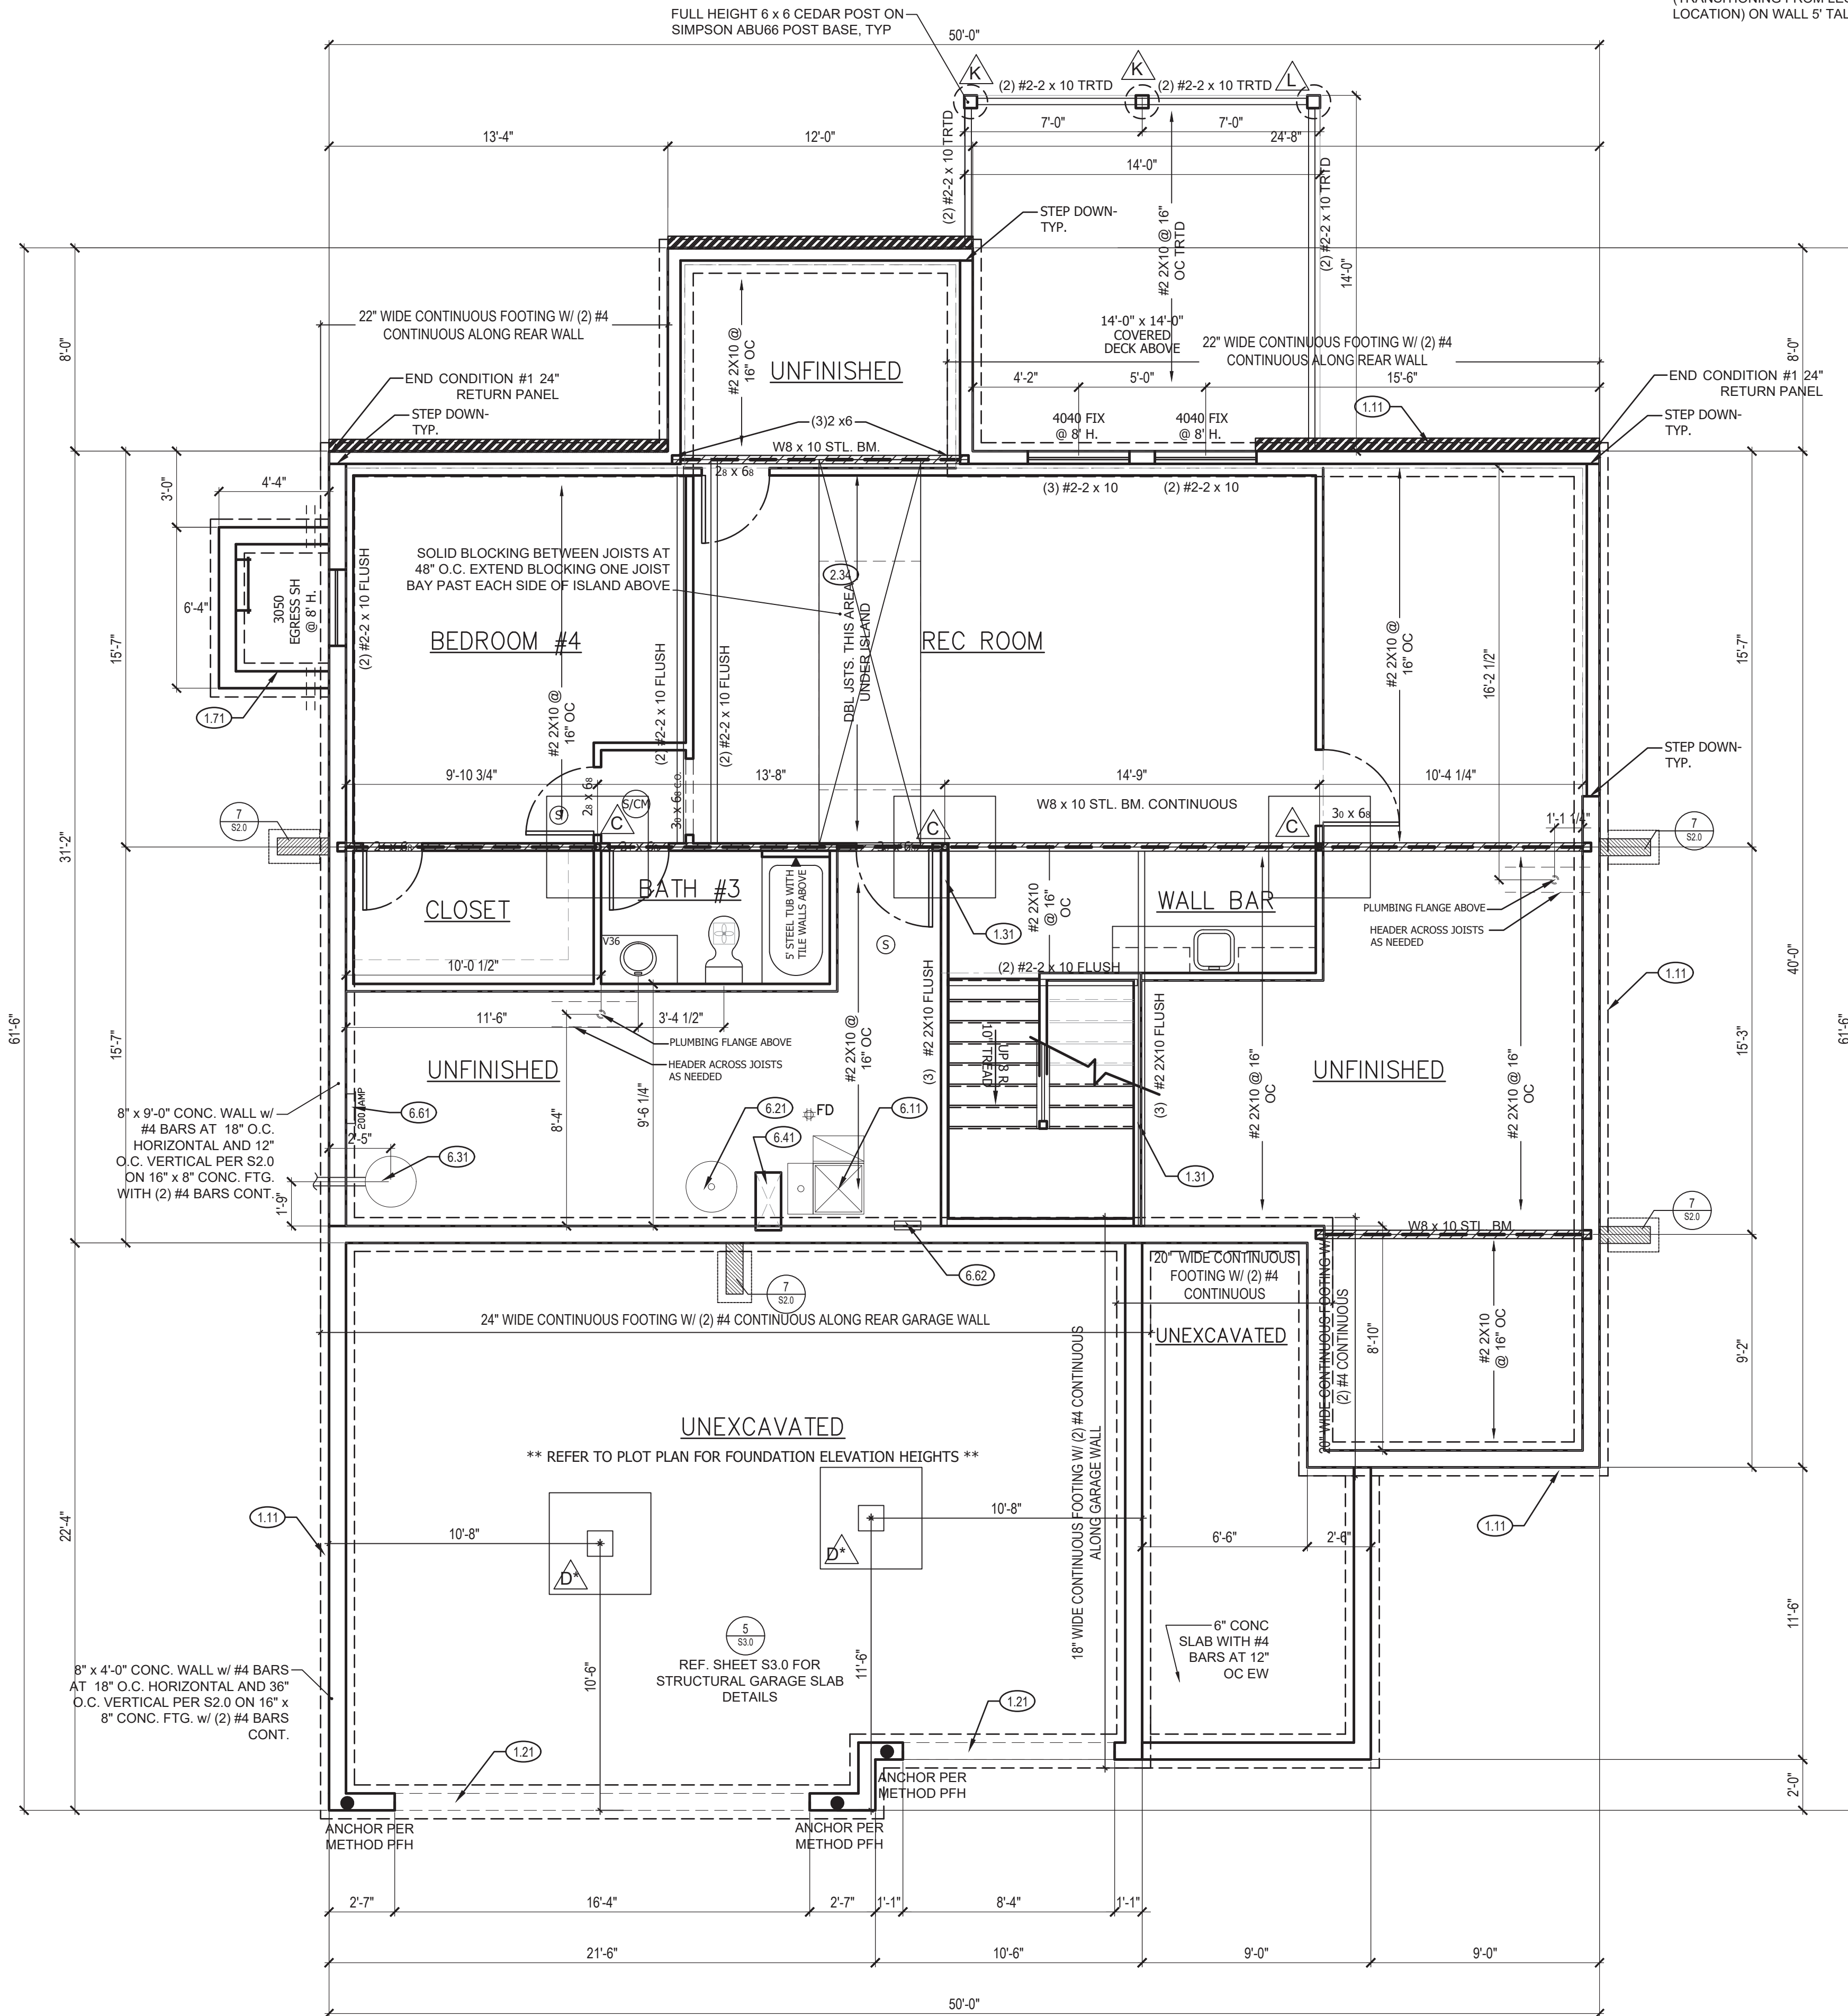 (TRANSITIONING FROM
LOCATION) ON WALL 5' TAL
FULL HEIGHT 6 x 6 CEDAR POST ON
SIMPSON ABU66 POST BASE, TYP
50'-0"
K
K
L
(2) #2-2 x 10 TRTD
(2) #2-2 x 10 TRTD
7'-0"
7'-0"
13'-4"
12'-0"
24'-8"
14'-0"
(2) #2-2 x 10 TRTD
#2 2X10 @ 16"
OC TRTD
(2) #2-2 x 10 TRTD
14'-0"
STEP DOWN-
TYP.
22" WIDE CONTINUOUS FOOTING W/ (2) #4
CONTINUOUS ALONG REAR WALL
8'-0"
#2 2X10 @
16" OC
UNFINISHED
14'-0" x 14'-0"
COVERED
DECK ABOVE
22" WIDE CONTINUOUS FOOTING W/ (2) #4
CONTINUOUS ALONG REAR WALL
8'-0"
END CONDITION #1 24"
RETURN PANEL
STEP DOWN-
TYP.
4'-2"
5'-0"
15'-6"
END CONDITION #1 24"
RETURN PANEL
STEP DOWN-
TYP.
(3)2 x6
4040 FIX
@ 8' H.
4040 FIX
@ 8' H.
1.11
W8 x 10 STL. BM.
28 x 68
(3) #2-2 x 10
(2) #2-2 x 10
3'-0"
4'-4"
6'-4"
3050
EGRESS SH
@ 8' H.
(2) #2-2 x 10 FLUSH
SOLID BLOCKING BETWEEN JOISTS AT
48" O.C. EXTEND BLOCKING ONE JOIST
BAY PAST EACH SIDE OF ISLAND ABOVE
2.34
BEDROOM #4
REC ROOM
DBL JSTS. THIS AREA
UNDER ISLAND
15'-7"
15'-7"
#2 2X10 @
16" OC
16'-2 1/2"
1.71
#2 2X10 @
16" OC
(2) #2-2 x 10 FLUSH
(2) #2-2 x 10 FLUSH
STEP DOWN-
TYP.
9'-10 3/4"
13'-8"
14'-9"
10'-4 1/4"
28 x 68
S
S/CM
30 x 68 C.O.
W8 x 10 STL. BM. CONTINUOUS
C
C
C
30 x 68
1'-1 1/4"
7
S2.0
7
S2.0
31'-2"
CLOSET
BATH #3
5' STEEL TUB WITH
TILE WALLS ABOVE
#2 2X10
@ 16"
OC
WALL BAR
PLUMBING FLANGE ABOVE
HEADER ACROSS JOISTS
AS NEEDED
V36
S
1.31
10'-0 1/2"
(2) #2-2 x 10 FLUSH
1.11
40'-0"
61'-6"
61'-6"
11'-6"
3'-4 1/2"
PLUMBING FLANGE ABOVE
HEADER ACROSS JOISTS
AS NEEDED
15'-7"
#2 2X10 @
16" OC
(3) #2 2X10 FLUSH
UP 13 R
10" TREAD
(3) #2 2X10 FLUSH
#2 2X10 @ 16"
OC
#2 2X10 @ 16"
OC
15'-3"
UNFINISHED
UNFINISHED
8" x 9'-0" CONC. WALL w/
#4 BARS AT 18" O.C.
HORIZONTAL AND 12"
O.C. VERTICAL PER S2.0
ON 16" x 8" CONC. FTG.
WITH (2) #4 BARS CONT.
200 AMP
6.61
8'-4"
9'-6 1/4"
6.21
FD
6.11
6.41
2'-5"
6.31
1'-9"
1.31
7
S2.0
W8 x 10 STL. BM.
6.62
7
S2.0
20" WIDE CONTINUOUS
FOOTING W/ (2) #4
CONTINUOUS
24" WIDE CONTINUOUS FOOTING W/ (2) #4 CONTINUOUS ALONG REAR GARAGE WALL
UNEXCAVATED
20" WIDE CONTINUOUS FOOTING W/
(2) #4 CONTINUOUS
8'-10"
#2 2X10
@ 16" OC
9'-2"
18" WIDE CONTINUOUS FOOTING W/ (2) #4 CONTINUOUS
ALONG GARAGE WALL
UNEXCAVATED
** REFER TO PLOT PLAN FOR FOUNDATION ELEVATION HEIGHTS **
22'-4"
1.11
10'-8"
10'-8"
D*
D*
6'-6"
2'-6"
1.11
5
S3.0
REF. SHEET S3.0 FOR
STRUCTURAL GARAGE SLAB
DETAILS
10'-6"
11'-6"
6" CONC
SLAB WITH #4
BARS AT 12"
OC EW
11'-6"
8" x 4'-0" CONC. WALL w/ #4 BARS
AT 18" O.C. HORIZONTAL AND 36"
O.C. VERTICAL PER S2.0 ON 16" x
8" CONC. FTG. w/ (2) #4 BARS
CONT.
1.21
1.21
ANCHOR PER
METHOD PFH
2'-0"
ANCHOR PER
METHOD PFH
ANCHOR PER
METHOD PFH
2'-7"
16'-4"
2'-7"
1'-1"
8'-4"
1'-1"
21'-6"
10'-6"
9'-0"
9'-0"
50'-0"